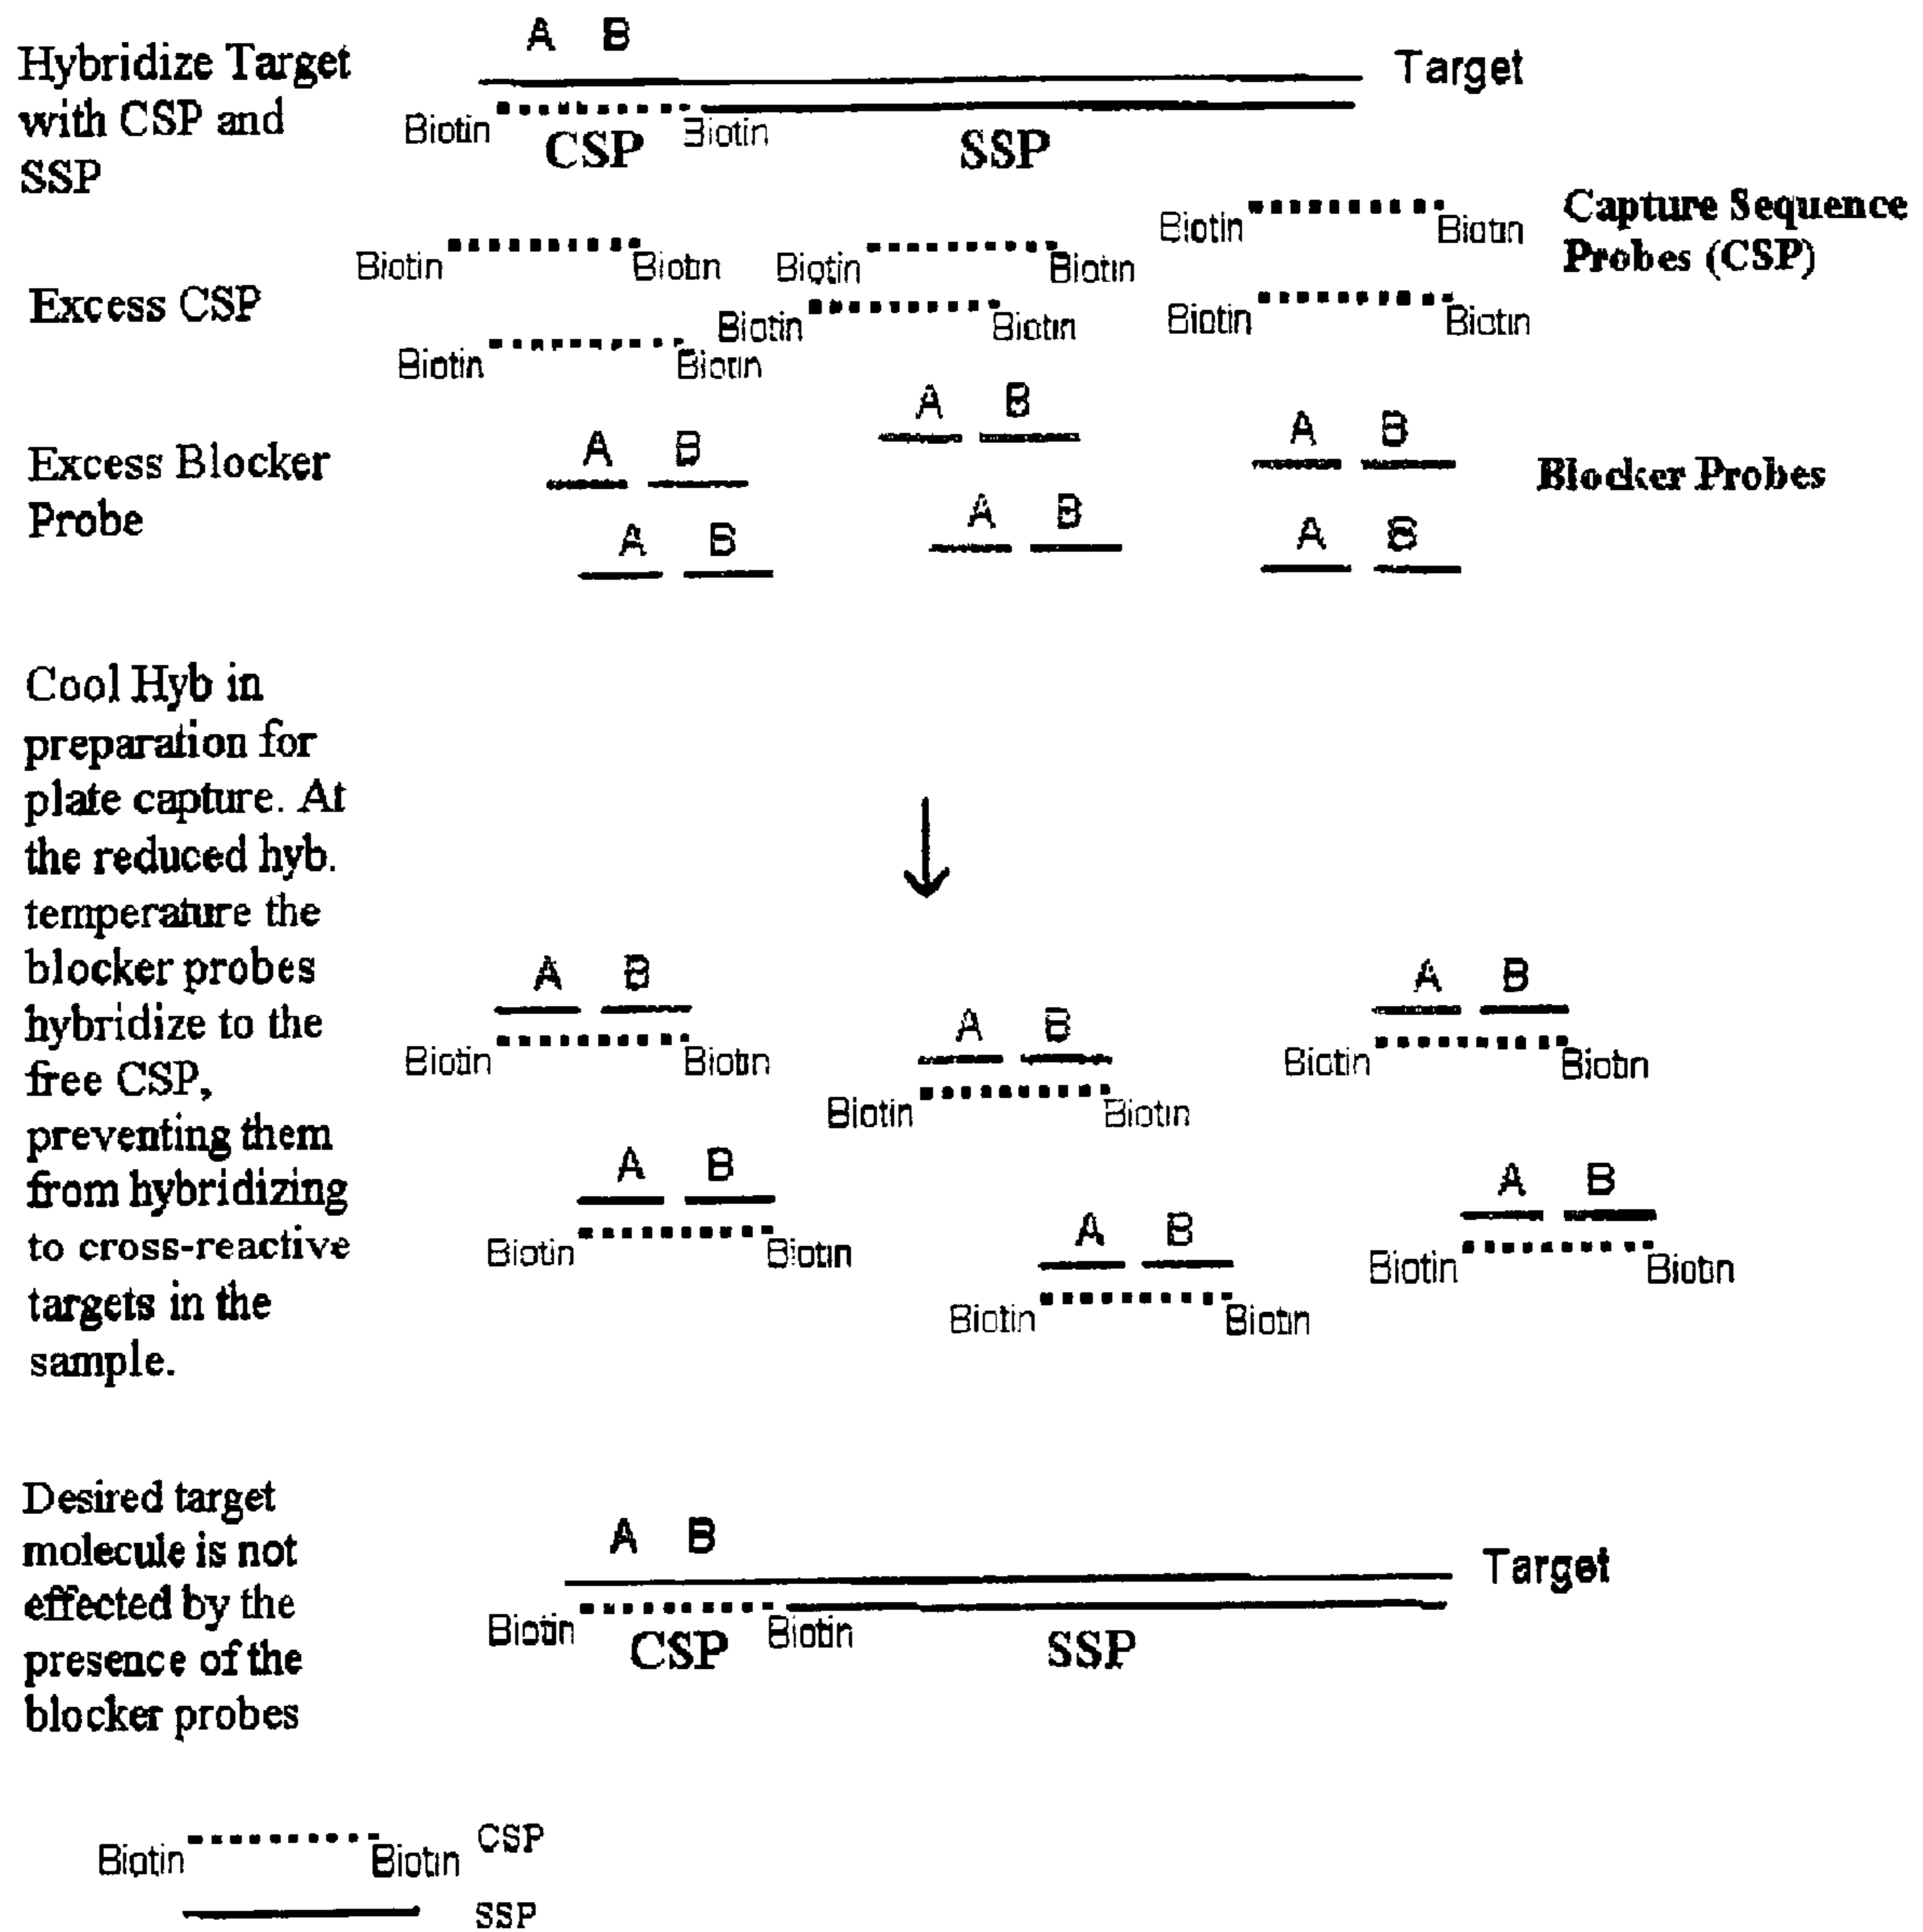 A B
Hybridize Target
with CSP and
SSP
Target
Biotin
CSP
Biotin
SSP
Biotin
Biotin
Biotin
Biotin
Biotin
Biotin
Capture Sequence
Probes (CSP)
Excess CSP
Biotin
Biotin
Biotin
Biotin
Biotin
Biotin
A B
A B
A B
Excess Blocker
Probe
Blocker Probes
A B
A B
A B
Cool Hyb in
preparation for
plate capture. At
the reduced hyb.
temperature the
blocker probes
hybridize to the
free CSP,
preventing them
from hybridizing
to cross-reactive
targets in the
sample.
A B
Biotin Biotin
A B
Biotin Biotin
A B
Biotin Biotin
A B
Biotin Biotin
A B
Biotin Biotin
A B
Biotin Biotin
Desired target
molecule is not
effected by the
presence of the
blocker probes
A B
Target
Biotin
CSP
Biotin
SSP
Biotin Biotin CSP
SSP